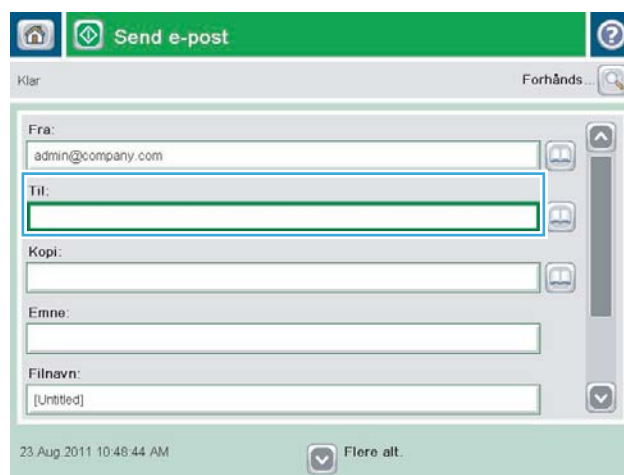 Send e-post
Klar
Forhånds...
Fra:
admin@company.com
Til:
Kopi:
Emne:
Filnavn:
[Untitled]
23 Aug 2011 10:48:44 AM
Flere alt.